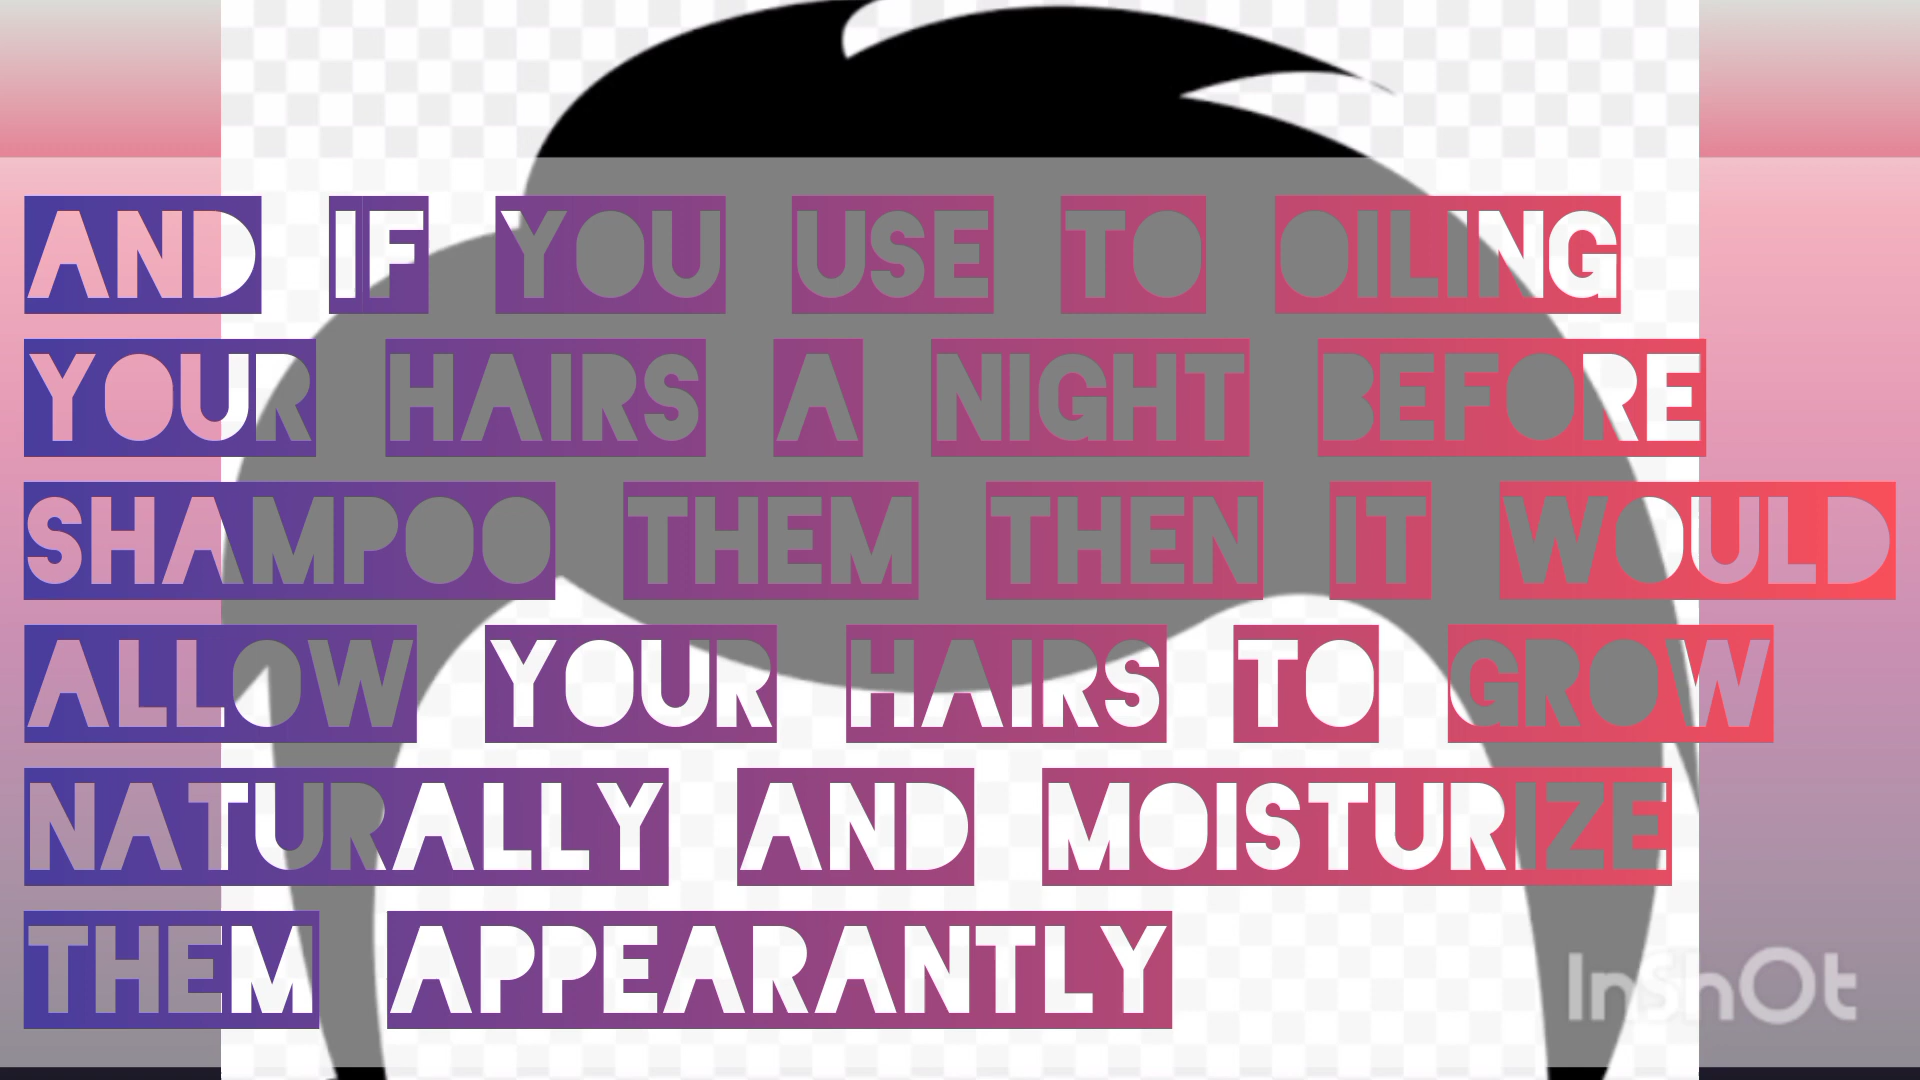 AND IF YOU USE TO OILING
YOUR HAIRS A NIGHT BEFORE
SHAMPOO THEM THEN IT WOULD
ALLOW YOUR HAIRS TO GROW
NATURALLY AND MOISTURIZE
THEM APPEARANTLY
InShOt